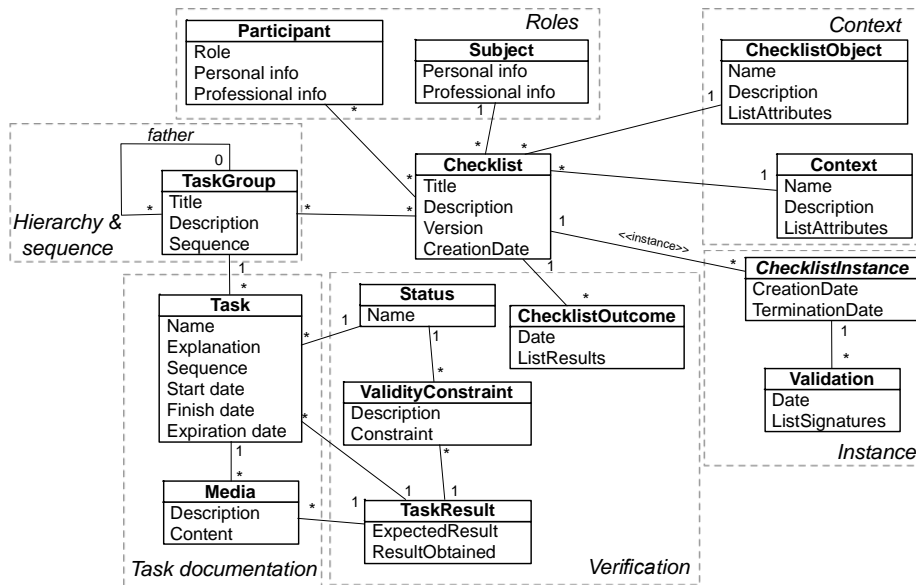 Roles
Participant
Role
Personal info
Professional info
*
Subject
Personal info
Professional info
1
*
Context
ChecklistObject
Name
Description
ListAttributes
1
*
Context
Name
Description
ListAttributes
1
*
father
0
*
TaskGroup
Title
Description
Sequence
*
*
Hierarchy &
sequence
Checklist
Title
Description
Version
CreationDate
*
1
<<instance>>
*
ChecklistInstance
CreationDate
TerminationDate
1
*
Validation
Date
ListSignatures
Instance
1
*
ChecklistOutcome
Date
ListResults
1
*
Task
Name
Explanation
Sequence
Start date
Finish date
Expiration date
*
1
Status
Name
1
*
ValidityConstraint
Description
Constraint
*
1
*
1
1
*
Media
Description
Content
*
1
TaskResult
ExpectedResult
ResultObtained
Task documentation
Verification